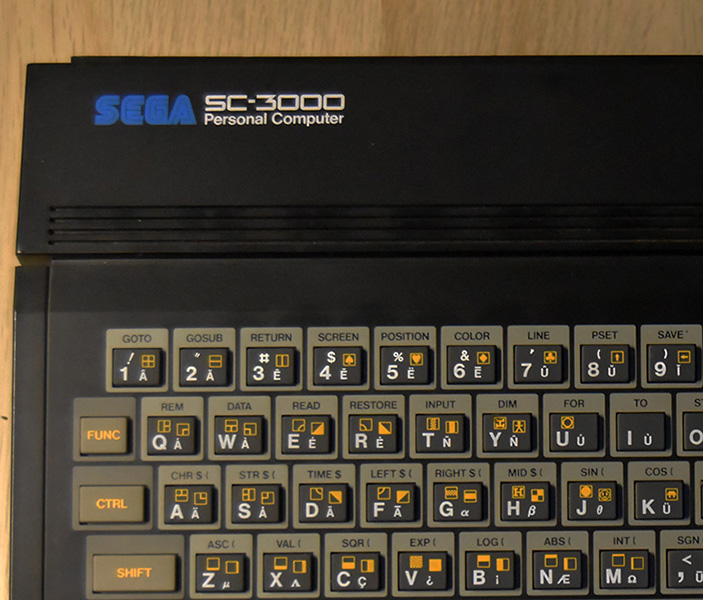 SEGA SC-3000
Personal Computer
GOTO GOSUB RETURN SCREEN POSITION COLOR LINE PSET SAVE
! " # $ % & ' ( )
1 2 3 4 5 6 7 8 9
REM DATA READ RESTORE INPUT DIM FOR TO
FUNC Q W E R T Y U I O
CHR $ ( STR $ ( TIME $ LEFT $ ( RIGHT $ ( MID $ ( SIN ( COS (
CTRL A S D F G α H β J θ K Ü
ASC ( VAL ( SQR ( EXP ( LOG ( ABS ( INT ( SGN
SHIFT Z μ X Λ C Ç V ¿ B ¡ N Æ M Ω < ,